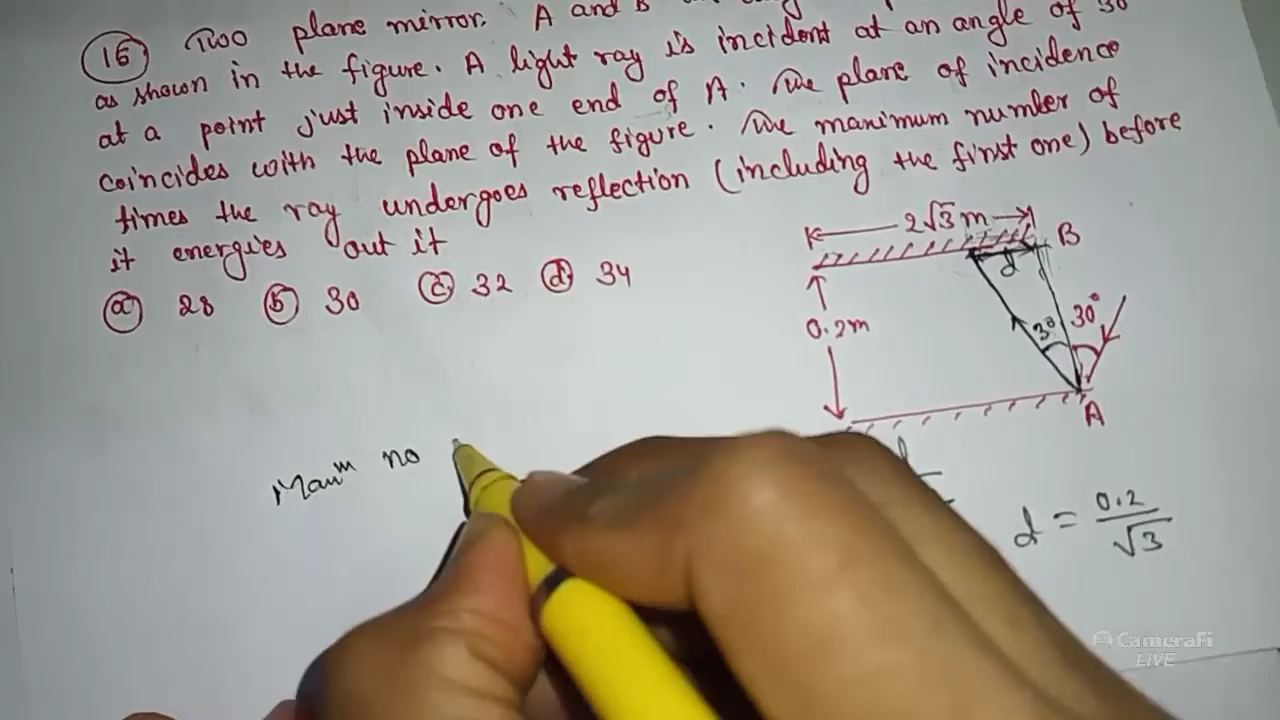 16 Two plane mirror. A and B
as shown in the figure. A light ray is incident at an angle of 30
at a point just inside one end of A. The plane of incidence
coincides with the plane of the figure. The manimum number of
times the ray undergoes reflection (including the first one) before
it energies out it
a 28 b 30 c 32 d 34
2√3 m
B
d
0.2m
30°
30°
A
Manᵐ no
d = 0.2/√3
CameraFi
LIVE